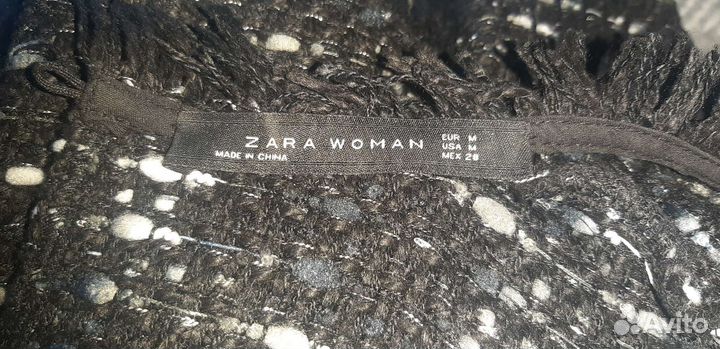 ZARA WOMAN
MADE IN CHINA
EUR M
USA M
MEX 28
Avito